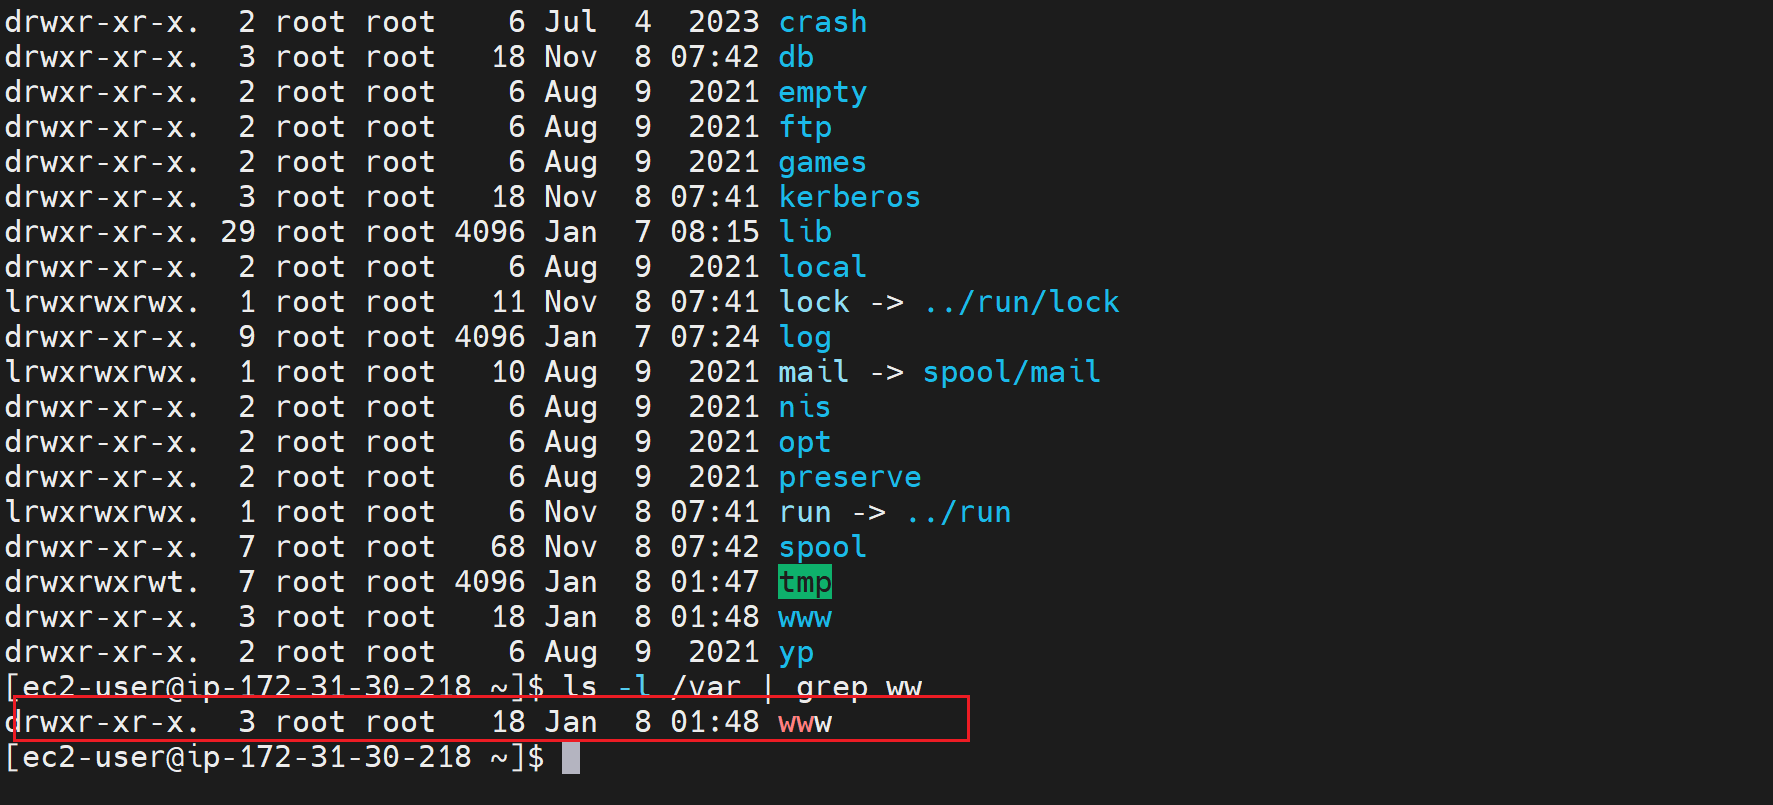 drwxr-xr-x.  2 root root    6 Jul  4  2023 crash
drwxr-xr-x.  3 root root   18 Nov  8 07:42 db
drwxr-xr-x.  2 root root    6 Aug  9  2021 empty
drwxr-xr-x.  2 root root    6 Aug  9  2021 ftp
drwxr-xr-x.  2 root root    6 Aug  9  2021 games
drwxr-xr-x.  3 root root   18 Nov  8 07:41 kerberos
drwxr-xr-x. 29 root root 4096 Jan  7 08:15 lib
drwxr-xr-x.  2 root root    6 Aug  9  2021 local
lrwxrwxrwx.  1 root root   11 Nov  8 07:41 lock -> ../run/lock
drwxr-xr-x.  9 root root 4096 Jan  7 07:24 log
lrwxrwxrwx.  1 root root   10 Aug  9  2021 mail -> spool/mail
drwxr-xr-x.  2 root root    6 Aug  9  2021 nis
drwxr-xr-x.  2 root root    6 Aug  9  2021 opt
drwxr-xr-x.  2 root root    6 Aug  9  2021 preserve
lrwxrwxrwx.  1 root root    6 Nov  8 07:41 run -> ../run
drwxr-xr-x.  7 root root   68 Nov  8 07:42 spool
drwxrwxrwt.  7 root root 4096 Jan  8 01:47 tmp
drwxr-xr-x.  3 root root   18 Jan  8 01:48 www
drwxr-xr-x.  2 root root    6 Aug  9  2021 yp
[ec2-user@ip-172-31-30-218 ~]$ ls -l /var | grep ww
drwxr-xr-x.  3 root root   18 Jan  8 01:48 www
[ec2-user@ip-172-31-30-218 ~]$